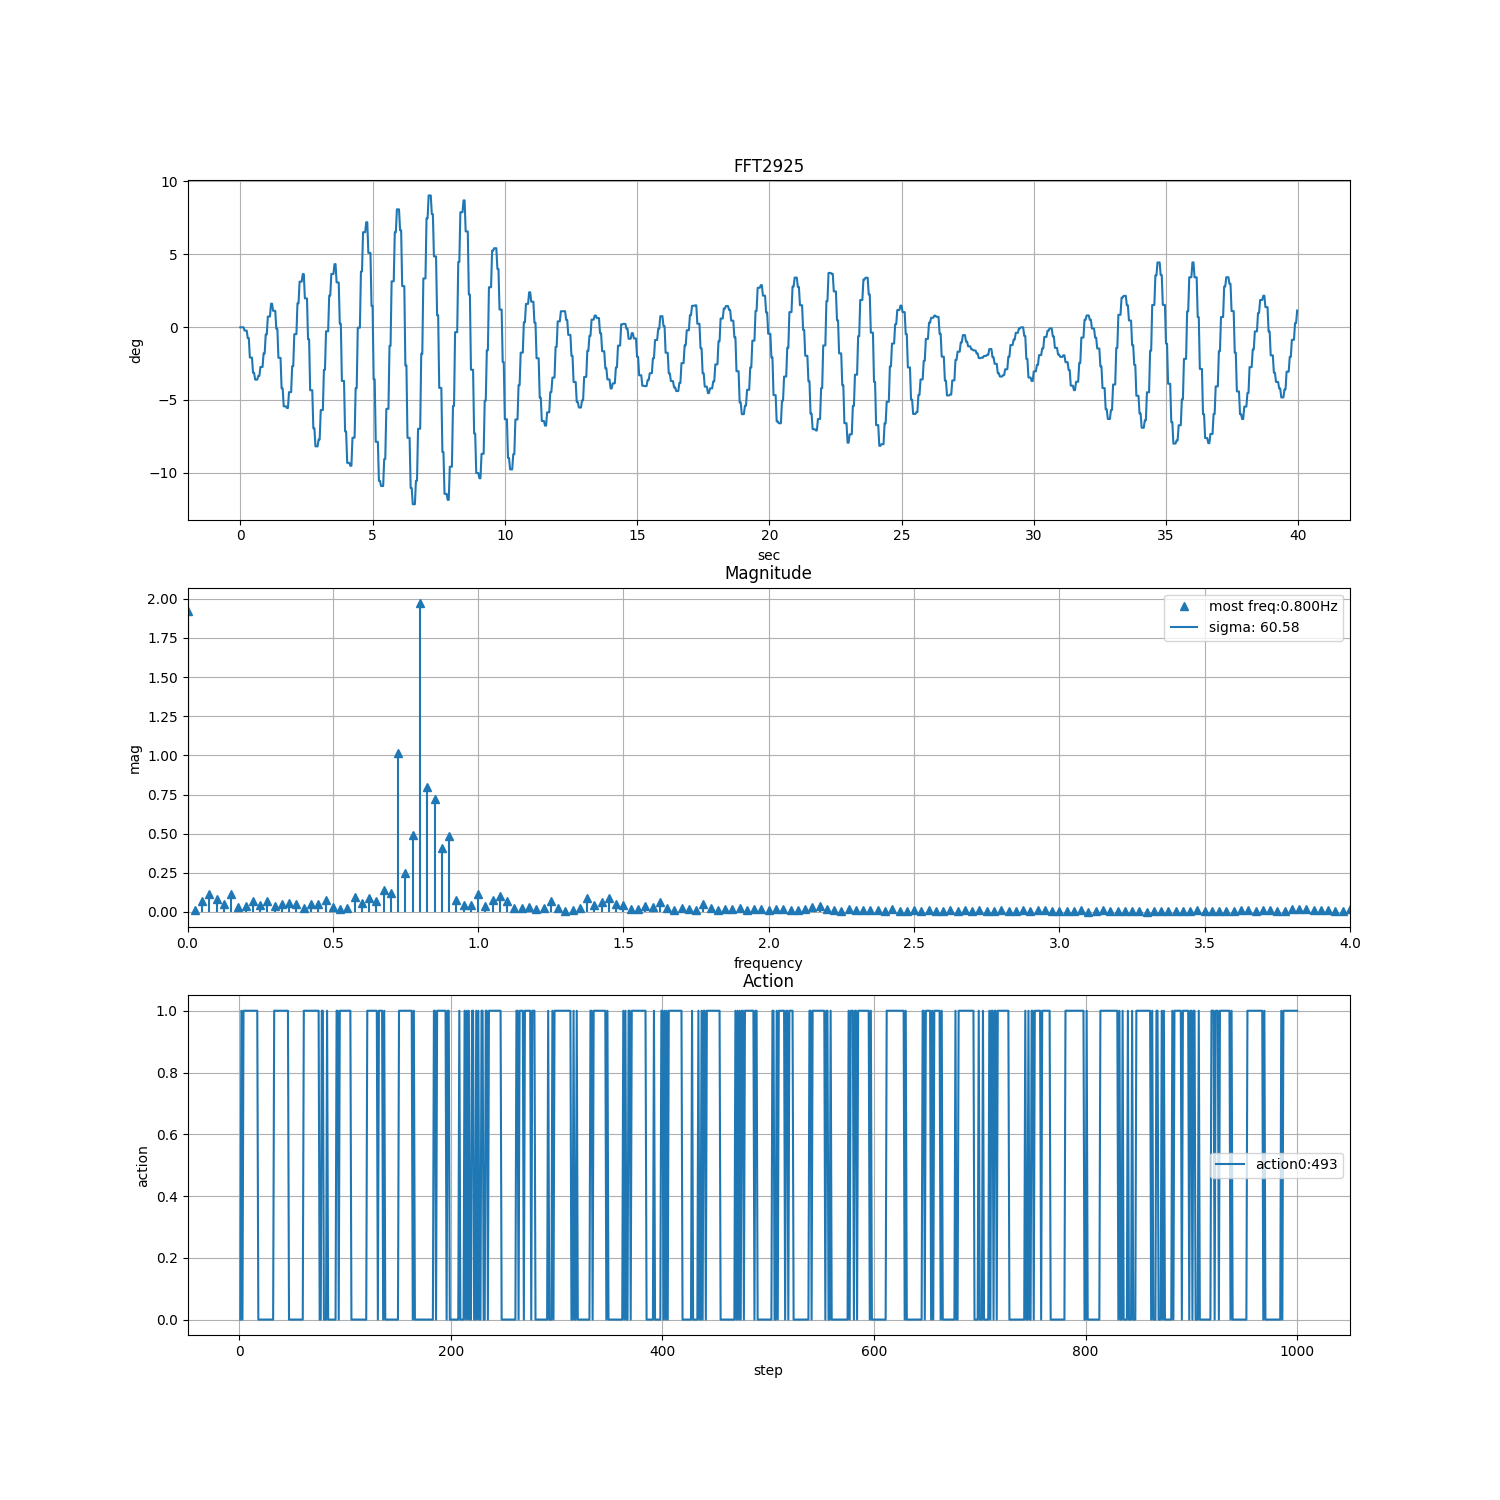 FFT2925
10
5
0
−5
−10
deg
0 5 10 15 20 25 30 35 40
sec
Magnitude
2.00
1.75
1.50
1.25
1.00
0.75
0.50
0.25
0.00
mag
most freq:0.800Hz
sigma: 60.58
0.0 0.5 1.0 1.5 2.0 2.5 3.0 3.5 4.0
frequency
Action
1.0
0.8
0.6
0.4
0.2
0.0
action
action0:493
0 200 400 600 800 1000
step